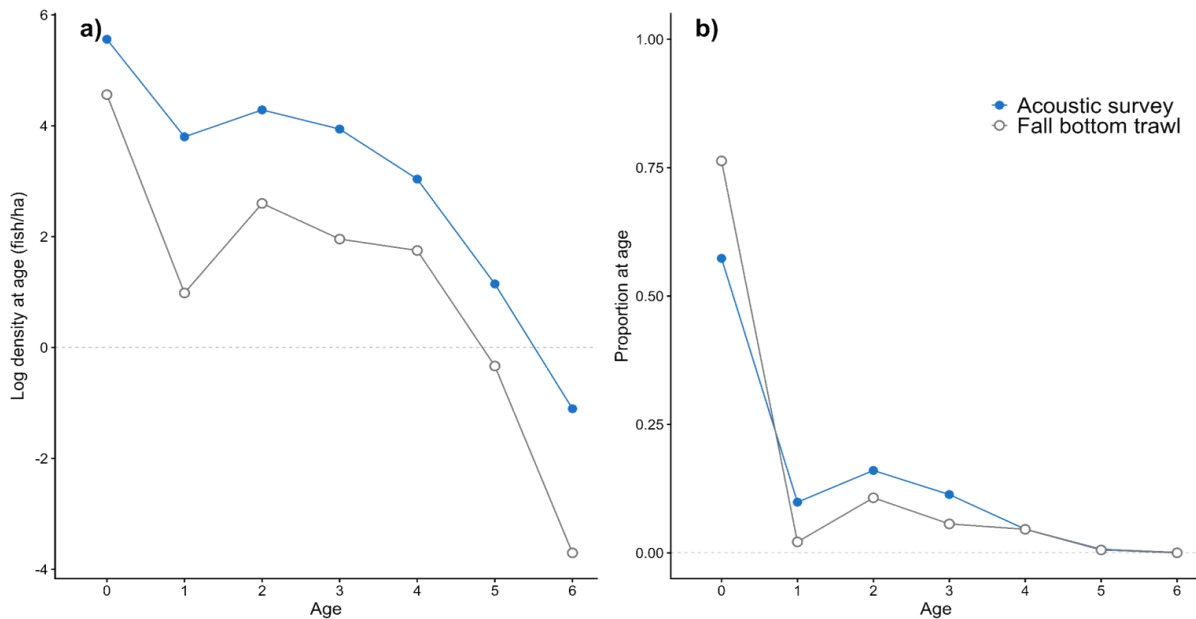 a)
6
4
2
0
-2
-4
Log density at age (fish/ha)
0 1 2 3 4 5 6
Age
b)
1.00
0.75
0.50
0.25
0.00
Proportion at age
Acoustic survey
Fall bottom trawl
0 1 2 3 4 5 6
Age